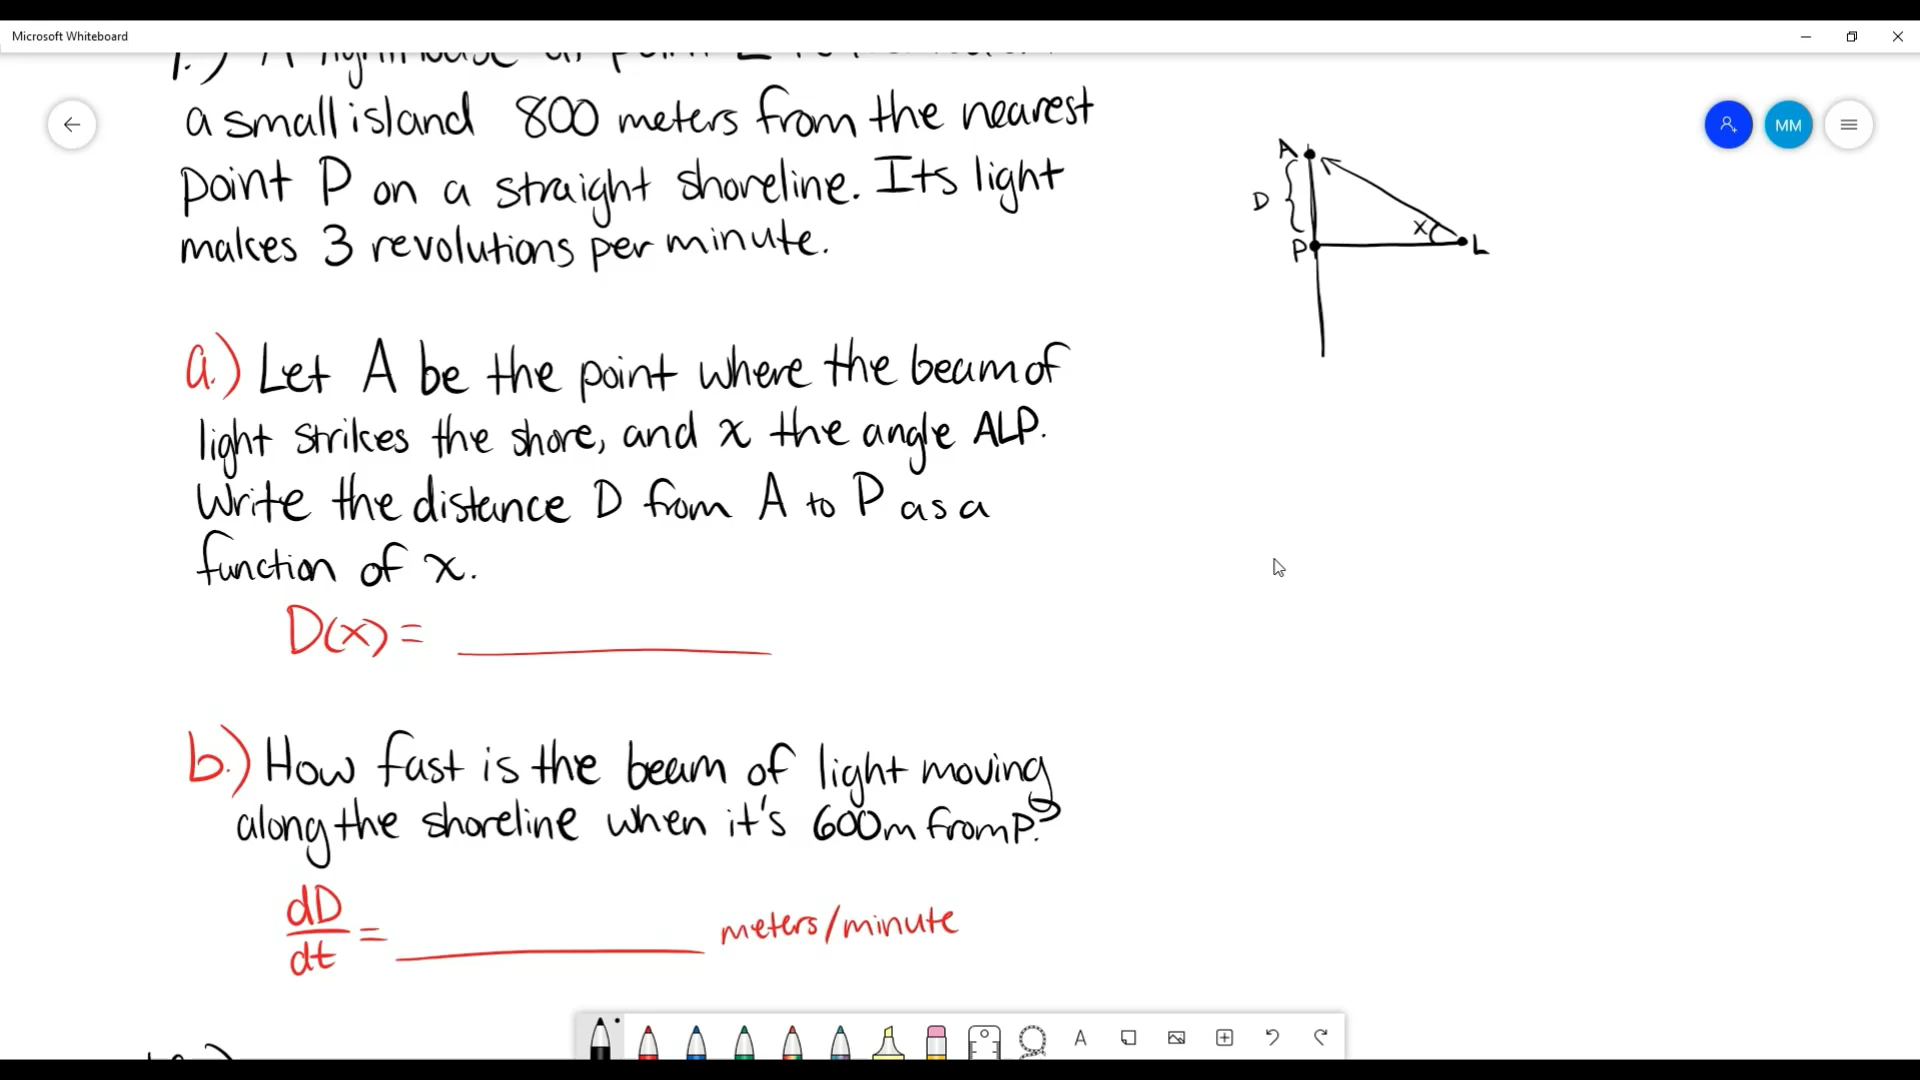 Microsoft Whiteboard
a small island 800 meters from the nearest
point P on a straight shoreline. Its light
makes 3 revolutions per minute.
MM
A
D
x
P
L
a.) Let A be the point where the beam of
light strikes the shore, and x the angle ALP.
Write the distance D from A to P as a
function of x.
D(x) =
b.) How fast is the beam of light moving
along the shoreline when it's 600m from P?
dD
dt
= meters/minute
A